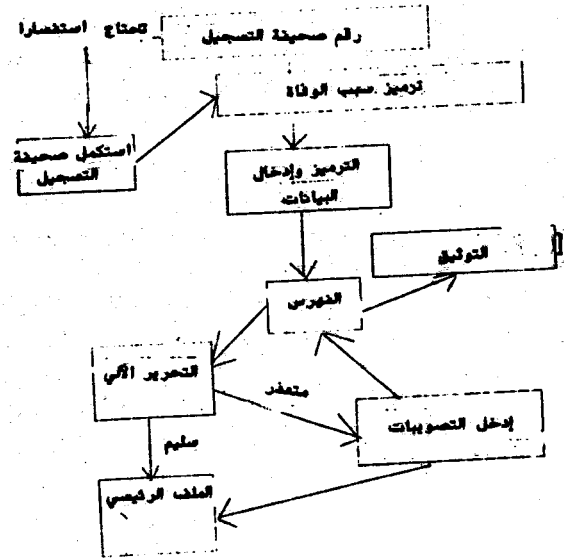 تحتاج استفسارا
رقم صحيفة التسجيل
ترميز سبب الوفاة
استكمل صحيفة
التسجيل
الترميز وإدخال
البيانات
التوثيق
الفهرس
التحرير الآلي
متعذر
إدخل التصويبات
سليم
الملف الرئيسي